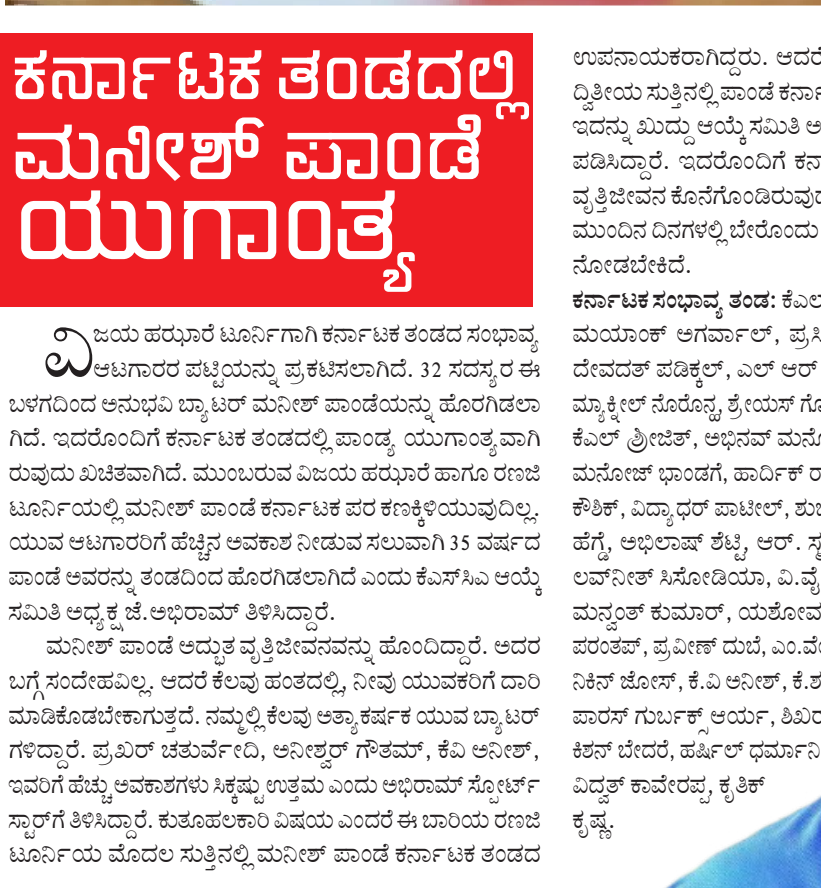 ಕರ್ನಾಟಕ ತಂಡದಲ್ಲಿ
ಮನೀಶ್ ಪಾಂಡೆ
ಯುಗಾಂತ್ಯ
ವಿಜಯ ಹಝಾರೆ ಟೂರ್ನಿಗಾಗಿ ಕರ್ನಾಟಕ ತಂಡದ ಸಂಭಾವ್ಯ
ಆಟಗಾರರ ಪಟ್ಟಿಯನ್ನು ಪ್ರಕಟಿಸಲಾಗಿದೆ. 32 ಸದಸ್ಯರ ಈ
ಬಳಗದಿಂದ ಅನುಭವಿ ಬ್ಯಾಟರ್ ಮನೀಶ್ ಪಾಂಡೆಯನ್ನು ಹೊರಗಿಡಲಾ
ಗಿದೆ. ಇದರೊಂದಿಗೆ ಕರ್ನಾಟಕ ತಂಡದಲ್ಲಿ ಪಾಂಡ್ಯ ಯುಗಾಂತ್ಯವಾಗಿ
ರುವುದು ಖಚಿತವಾಗಿದೆ. ಮುಂಬರುವ ವಿಜಯ ಹಝಾರೆ ಹಾಗೂ ರಣಜಿ
ಟೂರ್ನಿಯಲ್ಲಿ ಮನೀಶ್ ಪಾಂಡೆ ಕರ್ನಾಟಕ ಪರ ಕಣಕ್ಕಿಳಿಯುವುದಿಲ್ಲ.
ಯುವ ಆಟಗಾರರಿಗೆ ಹೆಚ್ಚಿನ ಅವಕಾಶ ನೀಡುವ ಸಲುವಾಗಿ 35 ವರ್ಷದ
ಪಾಂಡೆ ಅವರನ್ನು ತಂಡದಿಂದ ಹೊರಗಿಡಲಾಗಿದೆ ಎಂದು ಕೆಎಸ್‌ಸಿಎ ಆಯ್ಕೆ
ಸಮಿತಿ ಅಧ್ಯಕ್ಷ ಜೆ.ಅಭಿರಾಮ್ ತಿಳಿಸಿದ್ದಾರೆ.
ಮನೀಶ್ ಪಾಂಡೆ ಅದ್ಭುತ ವೃತ್ತಿಜೀವನವನ್ನು ಹೊಂದಿದ್ದಾರೆ. ಅದರ
ಬಗ್ಗೆ ಸಂದೇಹವಿಲ್ಲ. ಆದರೆ ಕೆಲವು ಹಂತದಲ್ಲಿ, ನೀವು ಯುವಕರಿಗೆ ದಾರಿ
ಮಾಡಿಕೊಡಬೇಕಾಗುತ್ತದೆ. ನಮ್ಮಲ್ಲಿ ಕೆಲವು ಅತ್ಯಾಕರ್ಷಕ ಯುವ ಬ್ಯಾಟರ್
ಗಳಿದ್ದಾರೆ. ಪ್ರಖರ್ ಚತುರ್ವೇದಿ, ಅನೀಶ್ವರ್ ಗೌತಮ್, ಕೆವಿ ಅನೀಶ್,
ಇವರಿಗೆ ಹೆಚ್ಚು ಅವಕಾಶಗಳು ಸಿಕ್ಕಷ್ಟು ಉತ್ತಮ ಎಂದು ಅಭಿರಾಮ್ ಸ್ಪೋರ್ಟ್
ಸ್ಟಾರ್‌ಗೆ ತಿಳಿಸಿದ್ದಾರೆ. ಕುತೂಹಲಕಾರಿ ವಿಷಯ ಎಂದರೆ ಈ ಬಾರಿಯ ರಣಜಿ
ಟೂರ್ನಿಯ ಮೊದಲ ಸುತ್ತಿನಲ್ಲಿ ಮನೀಶ್ ಪಾಂಡೆ ಕರ್ನಾಟಕ ತಂಡದ
ಉಪನಾಯಕರಾಗಿದ್ದರು. ಆದರೆ
ದ್ವಿತೀಯ ಸುತ್ತಿನಲ್ಲಿ ಪಾಂಡೆ ಕರ್ನಾ
ಇದನ್ನು ಖುದ್ದು ಆಯ್ಕೆ ಸಮಿತಿ ಅ
ಪಡಿಸಿದ್ದಾರೆ. ಇದರೊಂದಿಗೆ ಕರ್ನಾ
ವೃತ್ತಿಜೀವನ ಕೊನೆಗೊಂಡಿರುವುದ
ಮುಂದಿನ ದಿನಗಳಲ್ಲಿ ಬೇರೊಂದು
ನೋಡಬೇಕಿದೆ.
ಕರ್ನಾಟಕ ಸಂಭಾವ್ಯ ತಂಡ: ಕೆಎಲ್
ಮಯಾಂಕ್ ಅಗರ್ವಾಲ್, ಪ್ರಸಿ
ದೇವದತ್ ಪಡಿಕ್ಕಲ್, ಎಲ್ ಆರ್
ಮ್ಯಾಕ್ನೀಲ್ ನೊರೊನ್ಹ, ಶ್ರೇಯಸ್ ಗೋ
ಕೆಎಲ್ ಶ್ರೀಜಿತ್, ಅಭಿನವ್ ಮನೋ
ಮನೋಜ್ ಭಾಂಡಗೆ, ಹಾರ್ದಿಕ್ ರ
ಕೌಶಿಕ್, ವಿದ್ಯಾಧರ್ ಪಾಟೀಲ್, ಶುಭ
ಹೆಗ್ಡೆ, ಅಭಿಲಾಷ್ ಶೆಟ್ಟಿ, ಆರ್. ಸ್ಮ
ಲವ್‌ನೀತ್ ಸಿಸೋಡಿಯಾ, ವಿ.ವೈ
ಮನ್ವಂತ್ ಕುಮಾರ್, ಯಶೋವ
ಪರಂತಪ್, ಪ್ರವೀಣ್ ದುಬೆ, ಎಂ.ವೆಂ
ನಿಕಿನ್ ಜೋಸ್, ಕೆ.ವಿ ಅನೀಶ್, ಕೆ.ಶ
ಪಾರಸ್ ಗುರ್ಬಕ್ಸ್ ಆರ್ಯ, ಶಿಖರ
ಕಿಶನ್ ಬೇದರೆ, ಹರ್ಷಿಲ್ ಧರ್ಮಾನಿ
ವಿದ್ವತ್ ಕಾವೇರಪ್ಪ, ಕೃತಿಕ್
ಕೃಷ್ಣ.